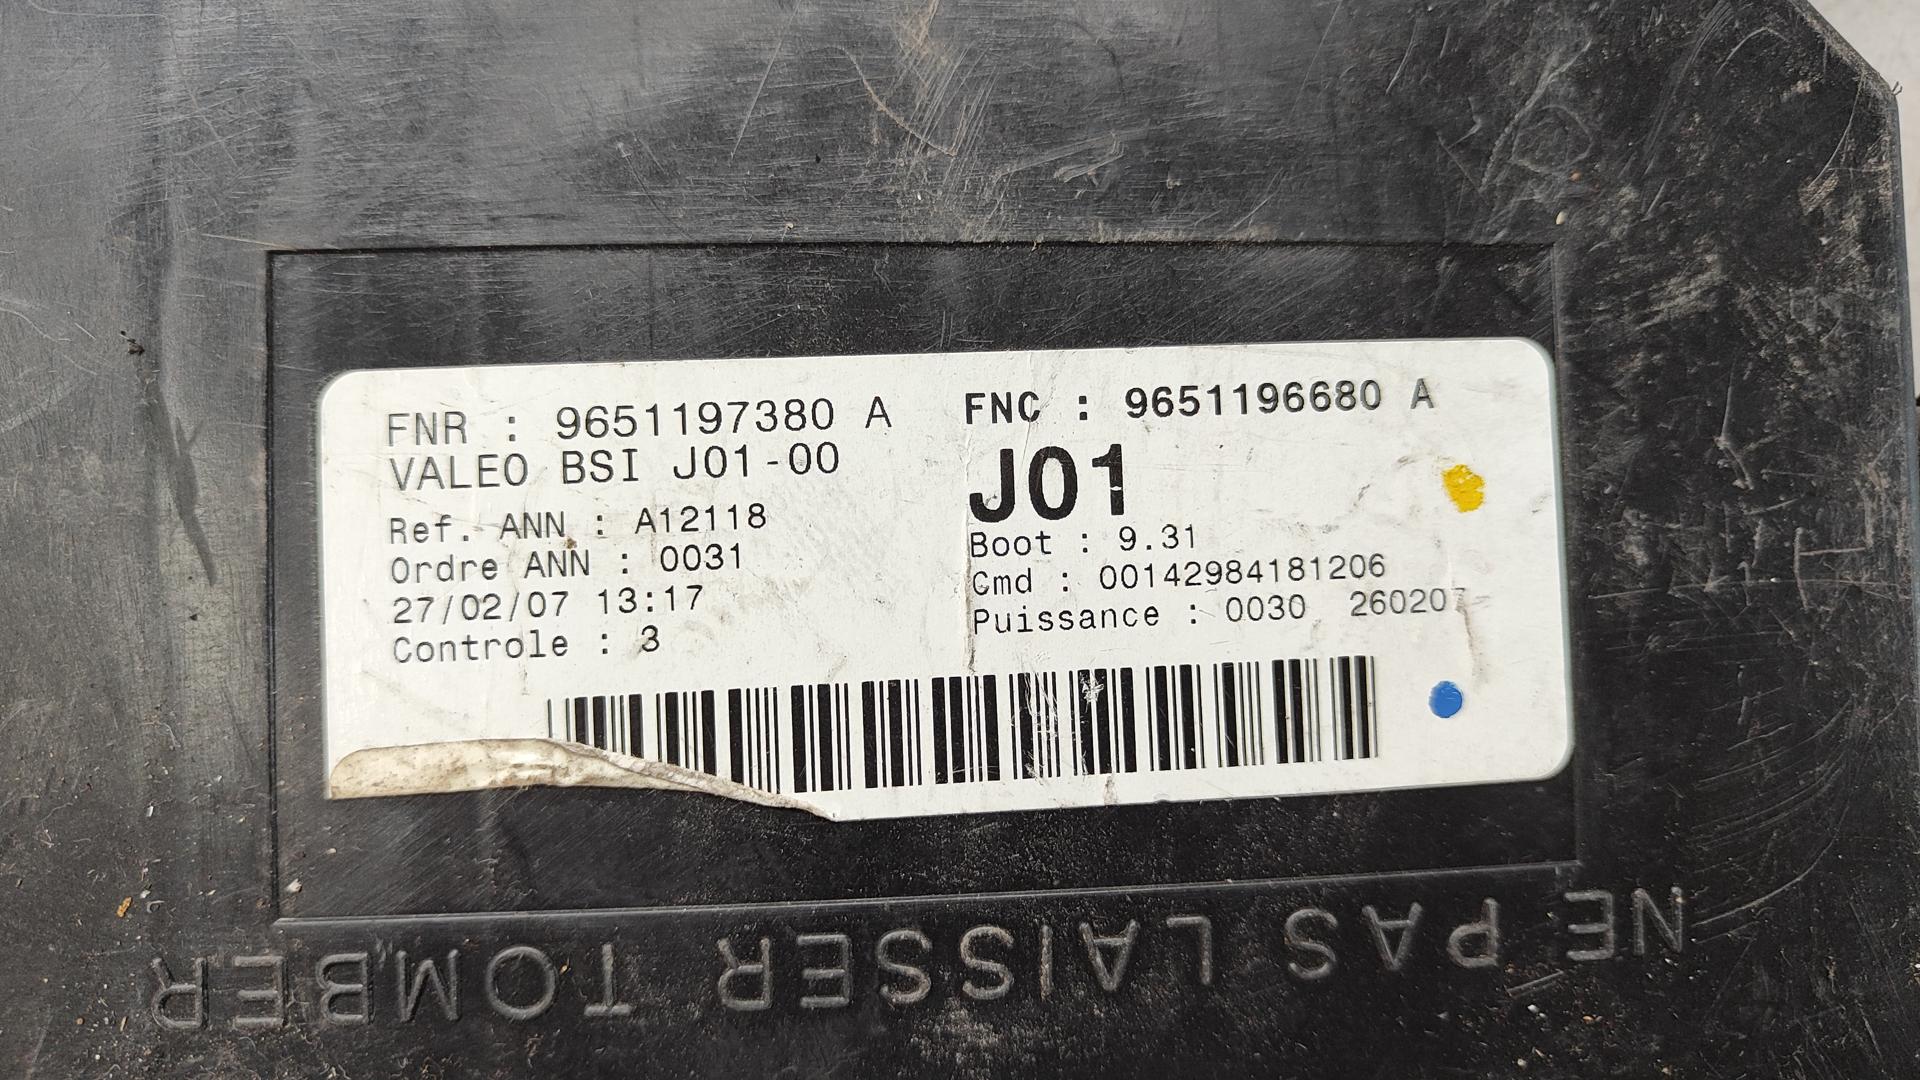 FNR : 9651197380 A
VALEO BSI J01-00
Ref. ANN : A12118
Ordre ANN : 0031
27/02/07 13:17
Controle : 3
FNC : 9651196680 A
J01
Boot : 9.31
Cmd : 00142984181206
Puissance : 0030 260207
NE PAS LAISSER TOMBER